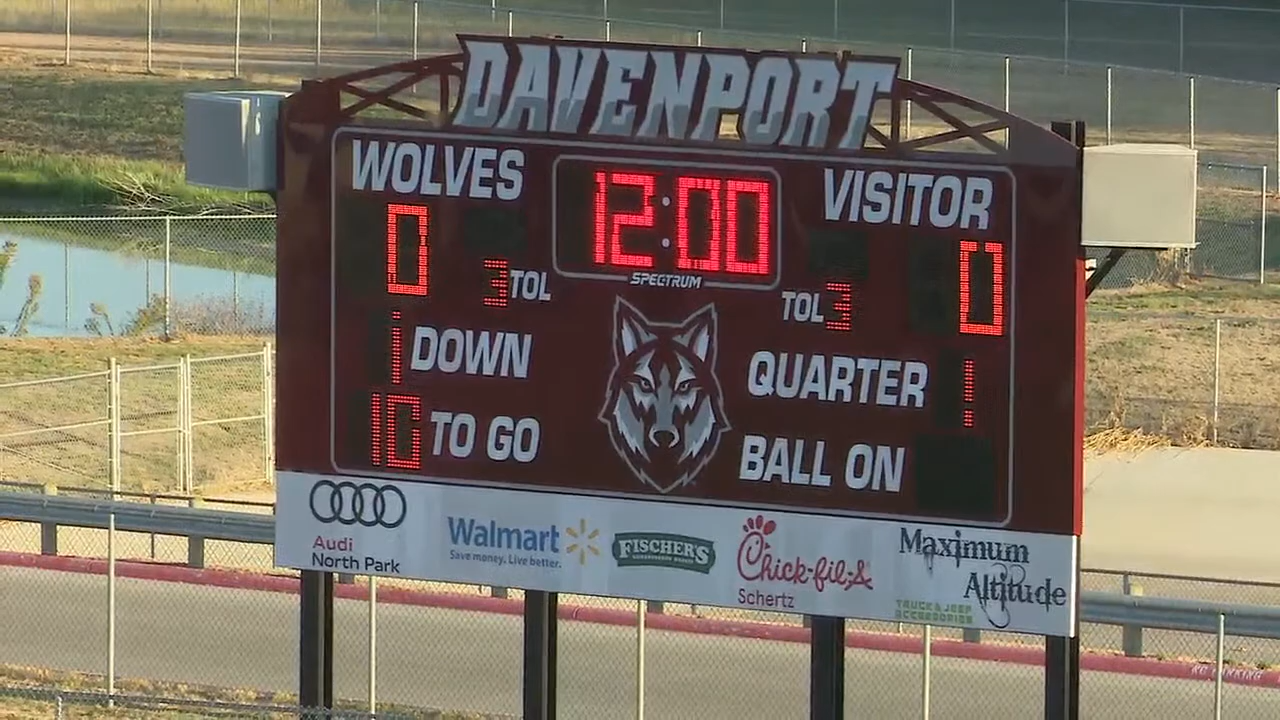 DAVENPORT
WOLVES 12:00 VISITOR
0 3 TOL SPECTRUM TOL 3 0
1 DOWN QUARTER 1
10 TO GO BALL ON
Audi
North Park
Walmart
Save money. Live better.
FISCHER'S
Chick-fil-A
Schertz
Maximum
Altitude
TRUCK & JEEP
ACCESSORIES
NO PARKING